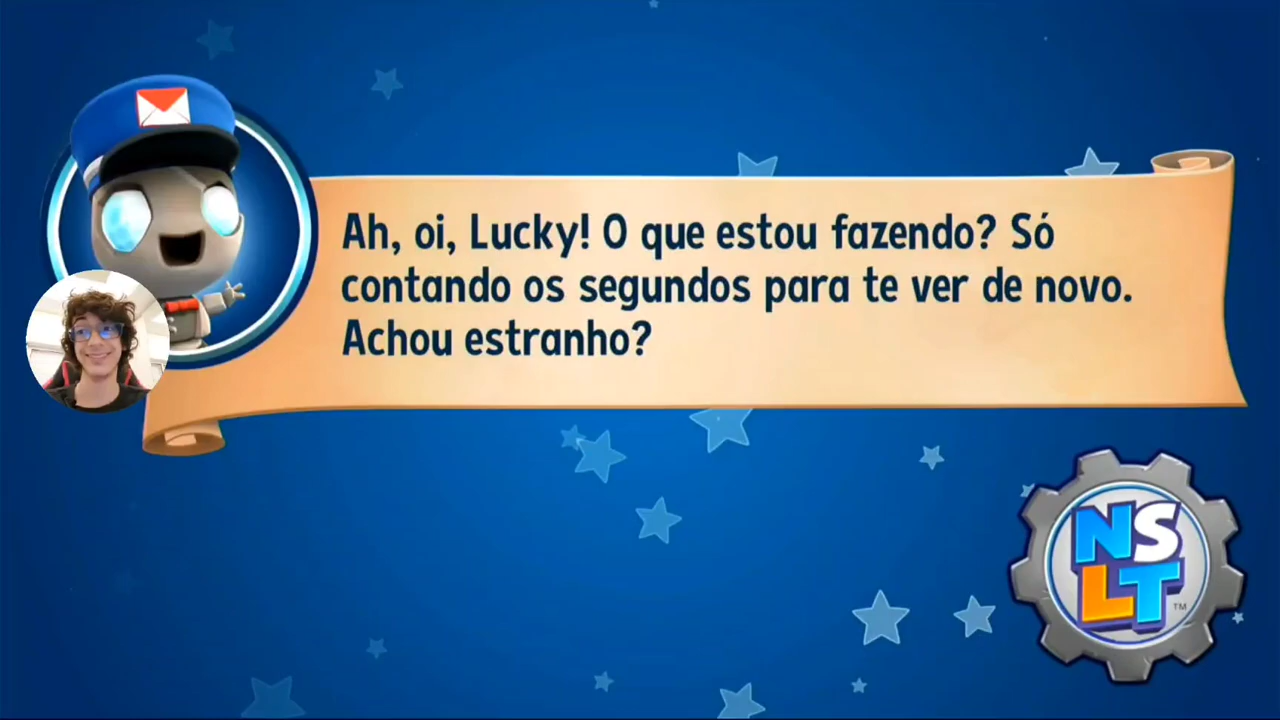 Ah, oi, Lucky! O que estou fazendo? Só
contando os segundos para te ver de novo.
Achou estranho?
NS
LT
TM